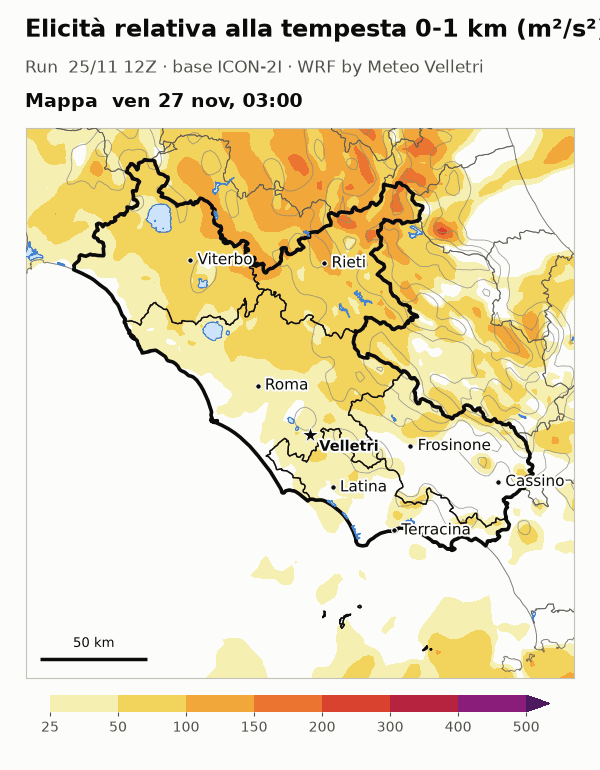 Elicità relativa alla tempesta 0-1 km (m²/s²)
Run  25/11 12Z · base ICON-2I · WRF by Meteo Velletri
Mappa  ven 27 nov, 03:00
Viterbo
Rieti
Roma
Velletri
Frosinone
Latina
Cassino
Terracina
50 km
25 50 100 150 200 300 400 500